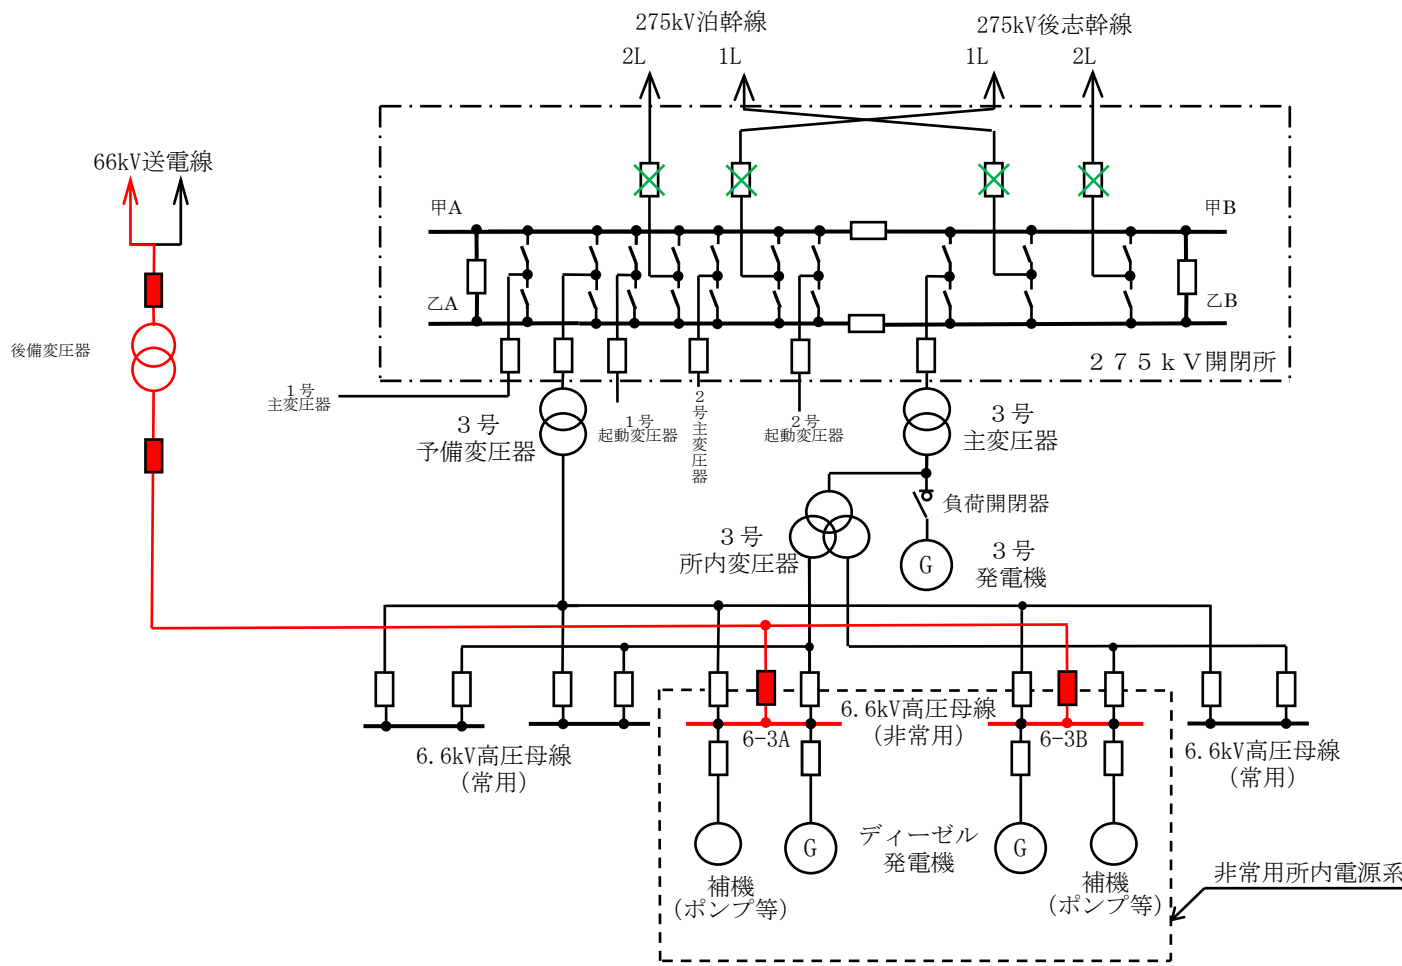 275kV泊幹線
275kV後志幹線
2L
1L
1L
2L
66kV送電線
甲A
甲B
乙A
乙B
後備変圧器
２７５ｋＶ開閉所
1号
主変圧器
３号
予備変圧器
1号
起動変圧器
2号主変圧器
2号
起動変圧器
３号
主変圧器
負荷開閉器
３号
所内変圧器
G
３号
発電機
6.6kV高圧母線
(常用)
6-3A
6.6kV高圧母線
(非常用)
6-3B
6.6kV高圧母線
(常用)
G
ディーゼル
発電機
G
補機
(ポンプ等)
補機
(ポンプ等)
非常用所内電源系